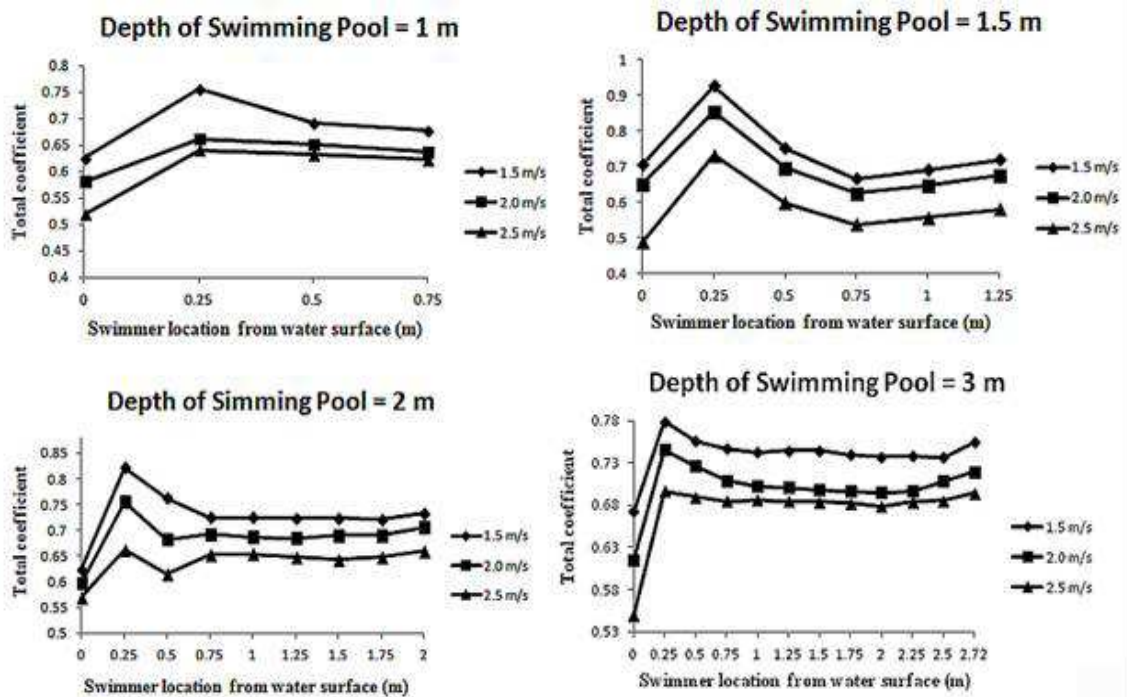 Depth of Swimming Pool = 1 m
Total coefficient
0.8
0.75
0.7
0.65
0.6
0.55
0.5
0.45
0.4
0 0.25 0.5 0.75
Swimmer location from water surface (m)
1.5 m/s
2.0 m/s
2.5 m/s
Depth of Swimming Pool = 1.5 m
Total coefficient
1
0.9
0.8
0.7
0.6
0.5
0.4
0 0.25 0.5 0.75 1 1.25
Swimmer location from water surface (m)
1.5 m/s
2.0 m/s
2.5 m/s
Depth of Simming Pool = 2 m
Total coefficient
0.85
0.8
0.75
0.7
0.65
0.6
0.55
0.5
0 0.25 0.5 0.75 1 1.25 1.5 1.75 2
Swimmer location from water surface (m)
1.5 m/s
2.0 m/s
2.5 m/s
Depth of Swimming Pool = 3 m
Total coefficient
0.78
0.73
0.68
0.63
0.58
0.53
0 0.25 0.5 0.75 1 1.25 1.5 1.75 2 2.25 2.5 2.72
Swimmer location from water surface (m)
1.5 m/s
2.0 m/s
2.5 m/s